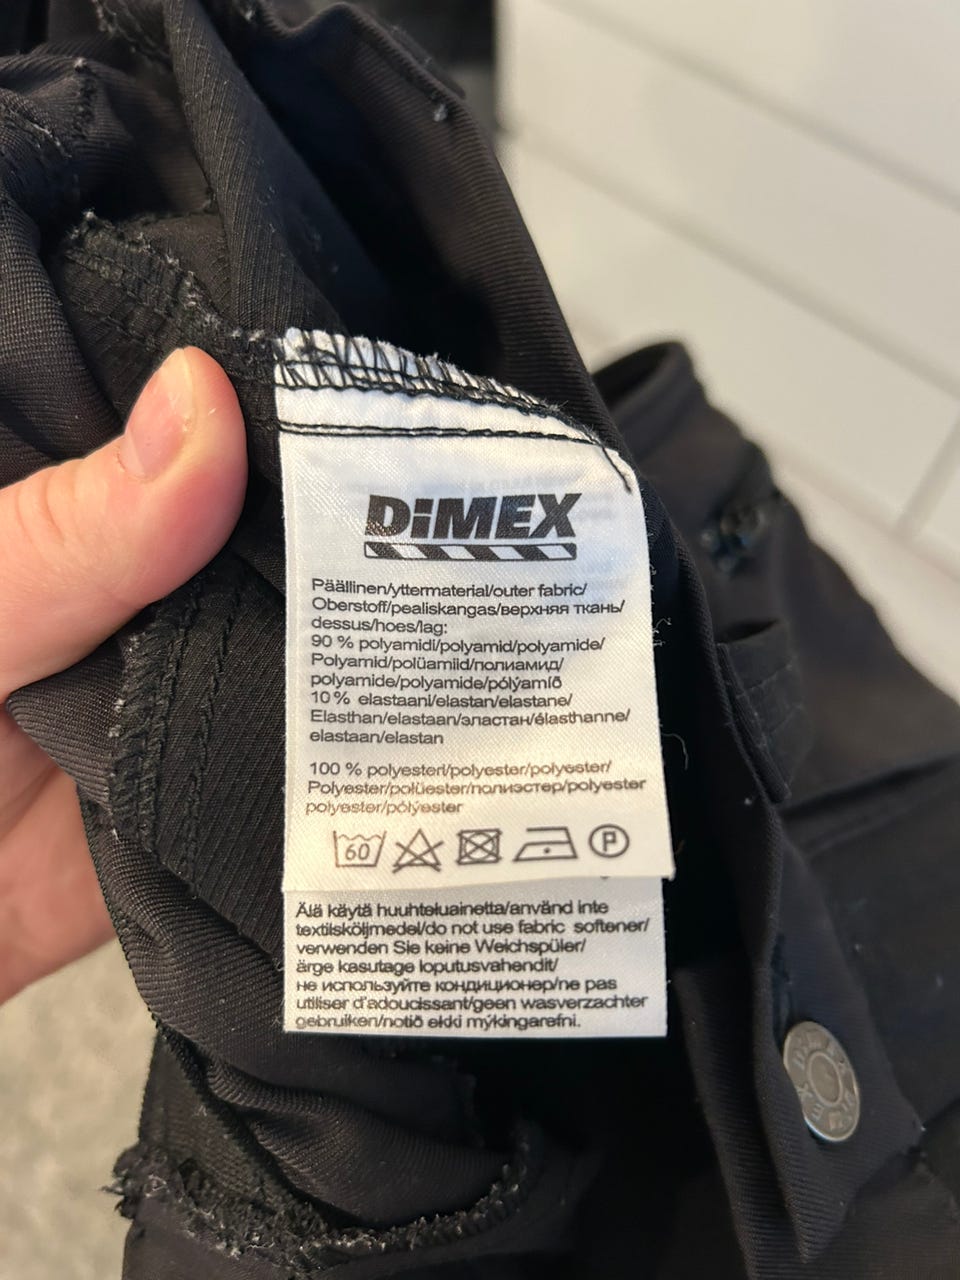 DiMEX
Päällinen/yttermaterial/outer fabric/
Oberstoff/pealiskangas/верхняя ткань/
dessus/hoes/lag:
90 % polyamidi/polyamid/polyamide/
Polyamid/polüamiid/полиамид/
polyamide/polyamide/pólýamíð
10% elastaani/elastan/elastane/
Elasthan/elastaan/эластан/élasthanne/
elastaan/elastan
100 % polyesteri/polyester/polyester/
Polyester/polüester/полиэстер/polyester
polyester/pólýester
60 P
Älä käytä huuhteluainetta/använd inte
textilsköljmedel/do not use fabric softener/
verwenden Sie keine Weichspüler/
ärge kasutage loputusvahendit/
не используйте кондиционер/ne pas
utiliser d'adoucissant/geen wasverzachter
gebruiken/notið ekki mýkingarefni.